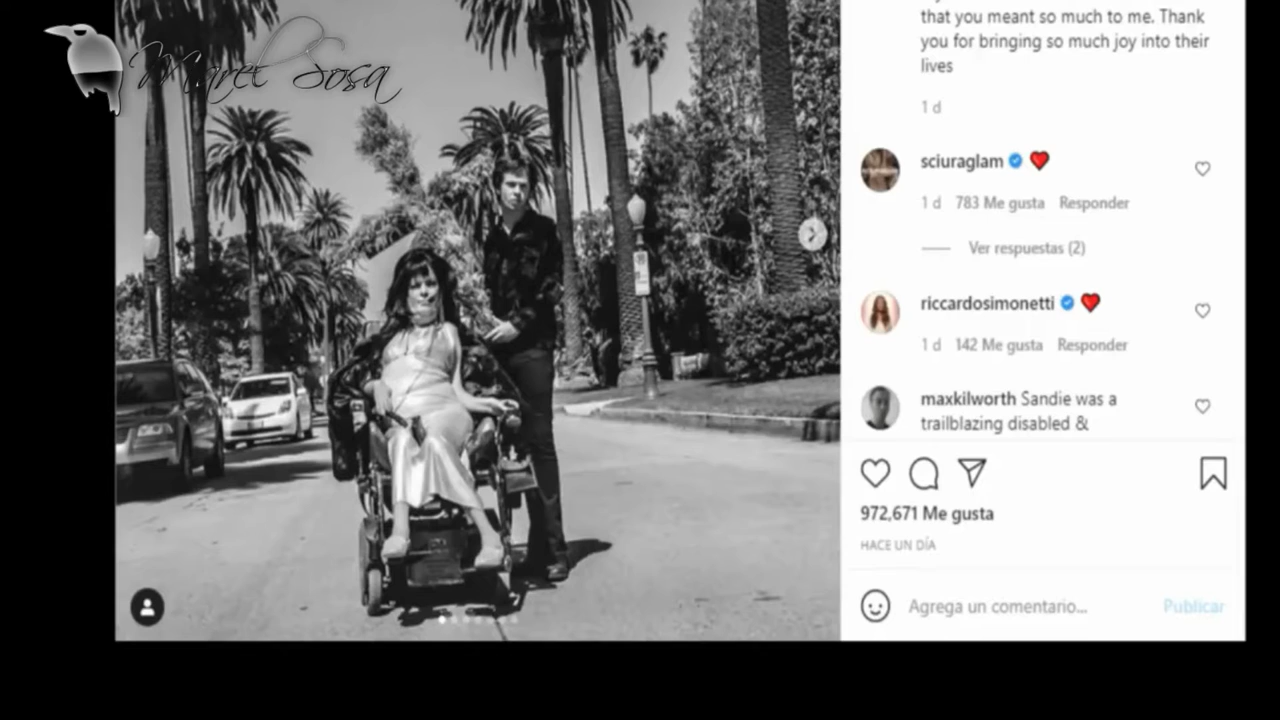 Marel Sosa
that you meant so much to me. Thank
you for bringing so much joy into their
lives
1 d
sciuraglam
1 d 783 Me gusta Responder
Ver respuestas (2)
riccardosimonetti
1 d 142 Me gusta Responder
maxkilworth Sandie was a
trailblazing disabled &
972,671 Me gusta
HACE UN DÍA
Agrega un comentario...
Publicar